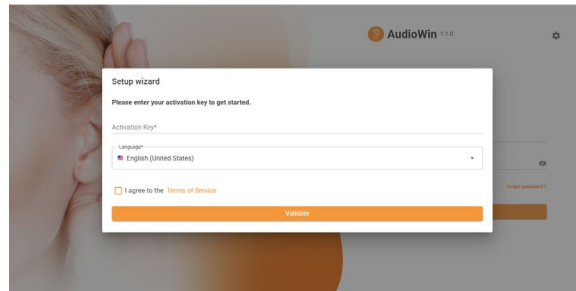 AudioWin 1.1.0
Setup wizard
Please enter your activation key to get started.
Activation Key*
Language*
English (United States)
I agree to the Terms of Service
Validate
Forgot password ?